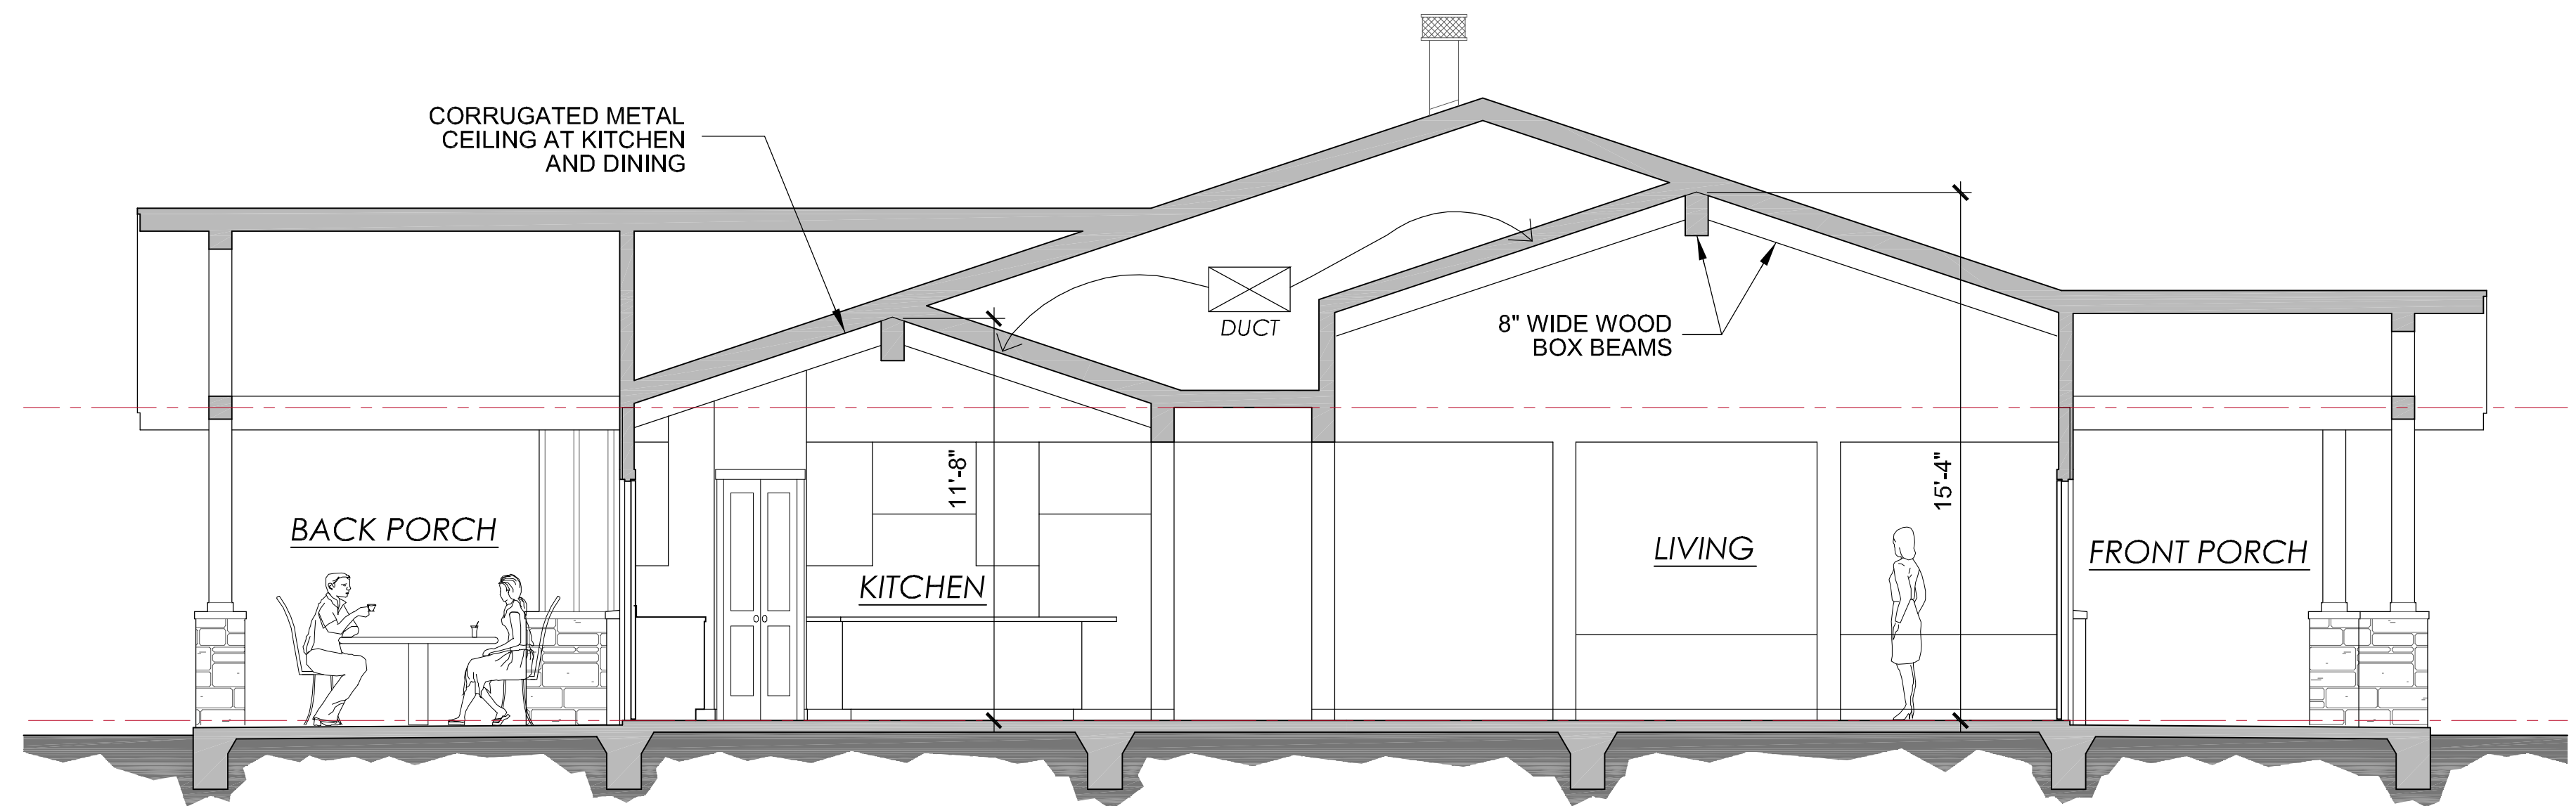 CORRUGATED METAL
CEILING AT KITCHEN
AND DINING
DUCT
8" WIDE WOOD
BOX BEAMS
11'-8"
15'-4"
BACK PORCH
KITCHEN
LIVING
FRONT PORCH